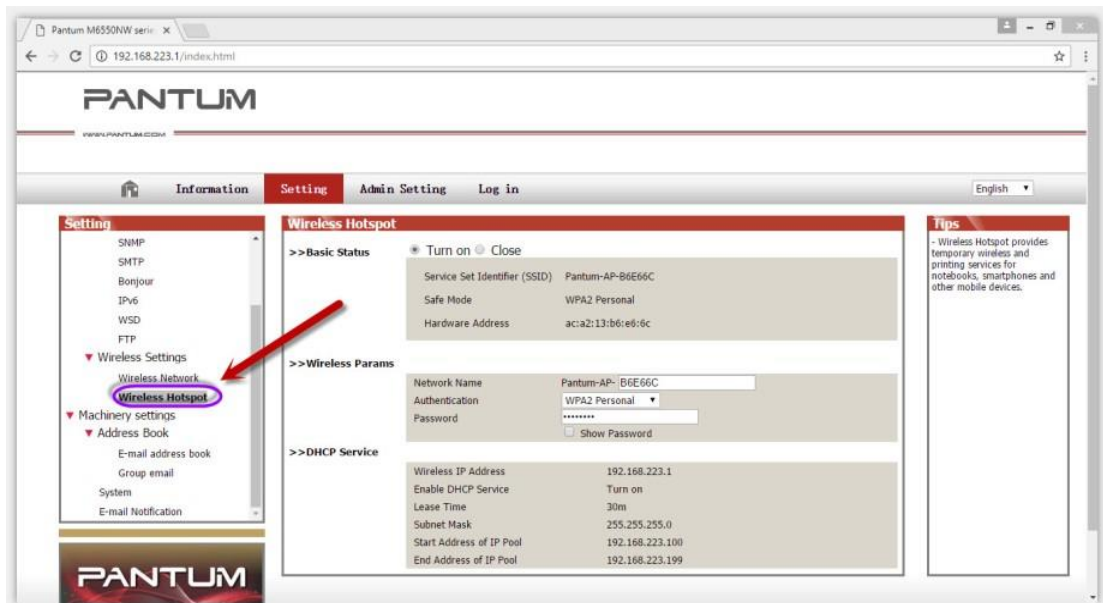 Pantum M6550NW serie
192.168.223.1/index.html
PANTUM
WWW.PANTUM.COM
Information Setting Admin Setting Log in English
Setting
SNMP
SMTP
Bonjour
IPv6
WSD
FTP
Wireless Settings
Wireless Network
Wireless Hotspot
Machinery settings
Address Book
E-mail address book
Group email
System
E-mail Notification
PANTUM
Wireless Hotspot
>>Basic Status Turn on Close
Service Set Identifier (SSID) Pantum-AP-B6E66C
Safe Mode WPA2 Personal
Hardware Address ac:a2:13:b6:e6:6c
>>Wireless Params
Network Name Pantum-AP- B6E66C
Authentication WPA2 Personal
Password ••••••••
Show Password
>>DHCP Service
Wireless IP Address 192.168.223.1
Enable DHCP Service Turn on
Lease Time 30m
Subnet Mask 255.255.255.0
Start Address of IP Pool 192.168.223.100
End Address of IP Pool 192.168.223.199
Tips
- Wireless Hotspot provides
temporary wireless and
printing services for
notebooks, smartphones and
other mobile devices.